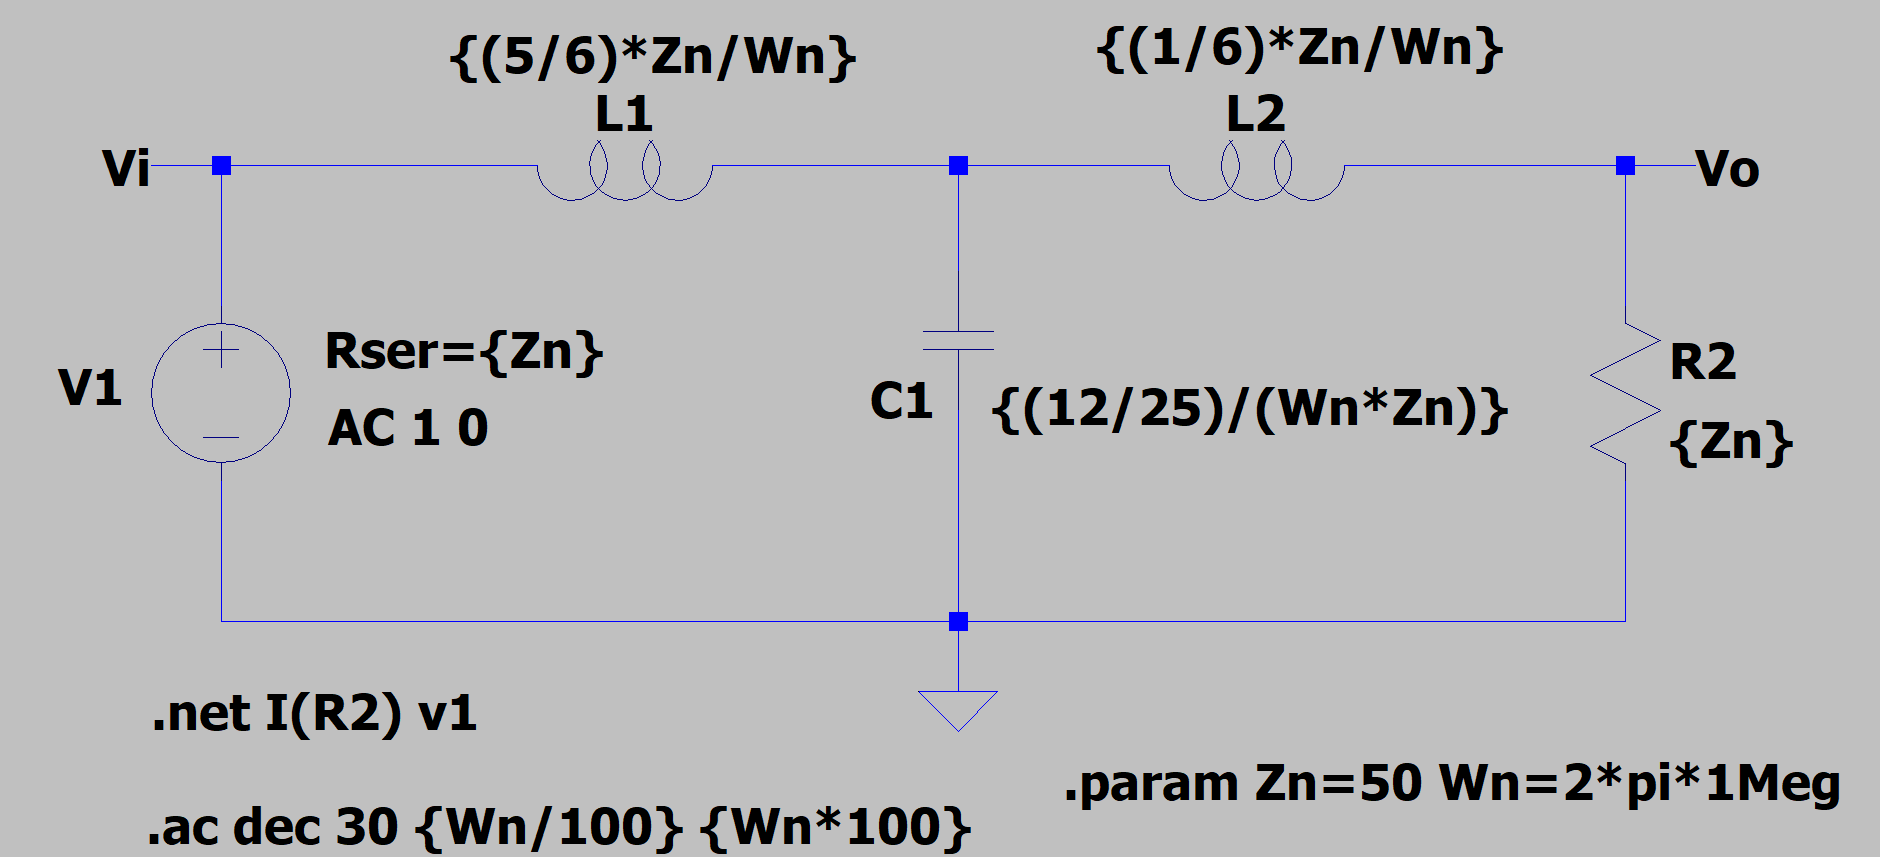 {(5/6)*Zn/Wn}
L1
{(1/6)*Zn/Wn}
L2
Vi
Vo
V1
Rser={Zn}
AC 1 0
C1
{(12/25)/(Wn*Zn)}
R2
{Zn}
.net I(R2) v1
.ac dec 30 {Wn/100} {Wn*100}
.param Zn=50 Wn=2*pi*1Meg